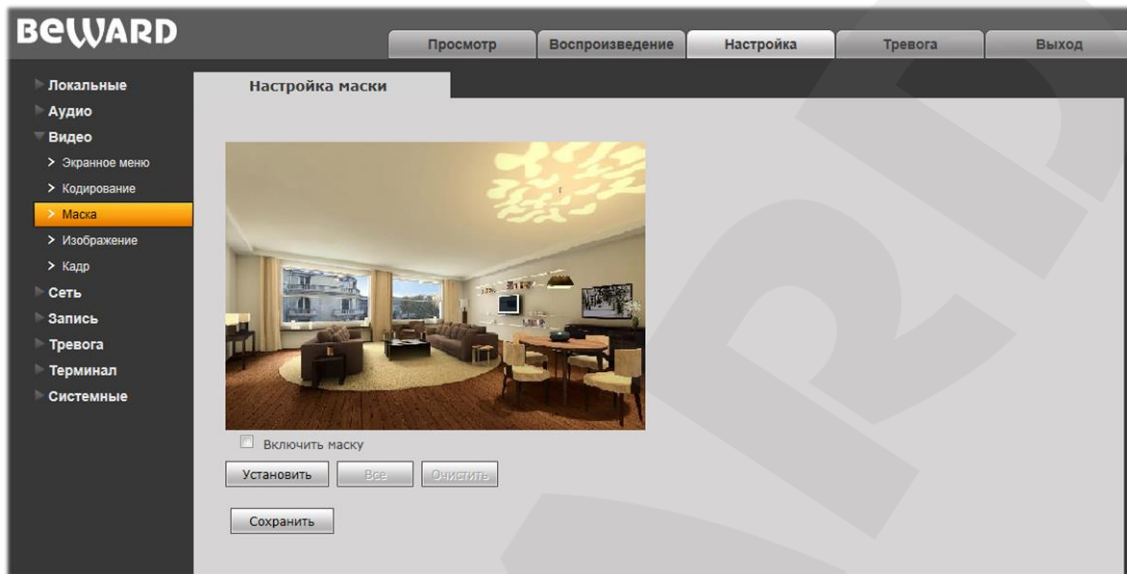 BEWARD
Просмотр Воспроизведение Настройка Тревога Выход
Локальные
Аудио
Видео
Экранное меню
Кодирование
Маска
Изображение
Кадр
Сеть
Запись
Тревога
Терминал
Системные
Настройка маски
Включить маску
Установить Все Очистить
Сохранить